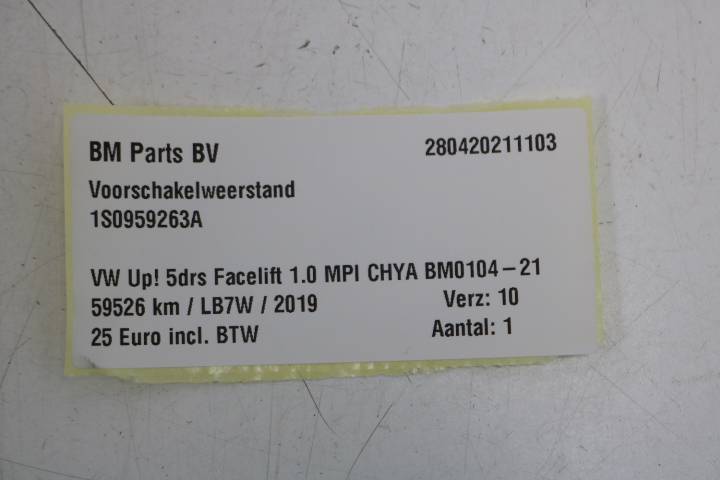 BM Parts BV 280420211103
Voorschakelweerstand
1S0959263A
VW Up! 5drs Facelift 1.0 MPI CHYA BM0104-21
59526 km / LB7W / 2019 Verz: 10
25 Euro incl. BTW Aantal: 1